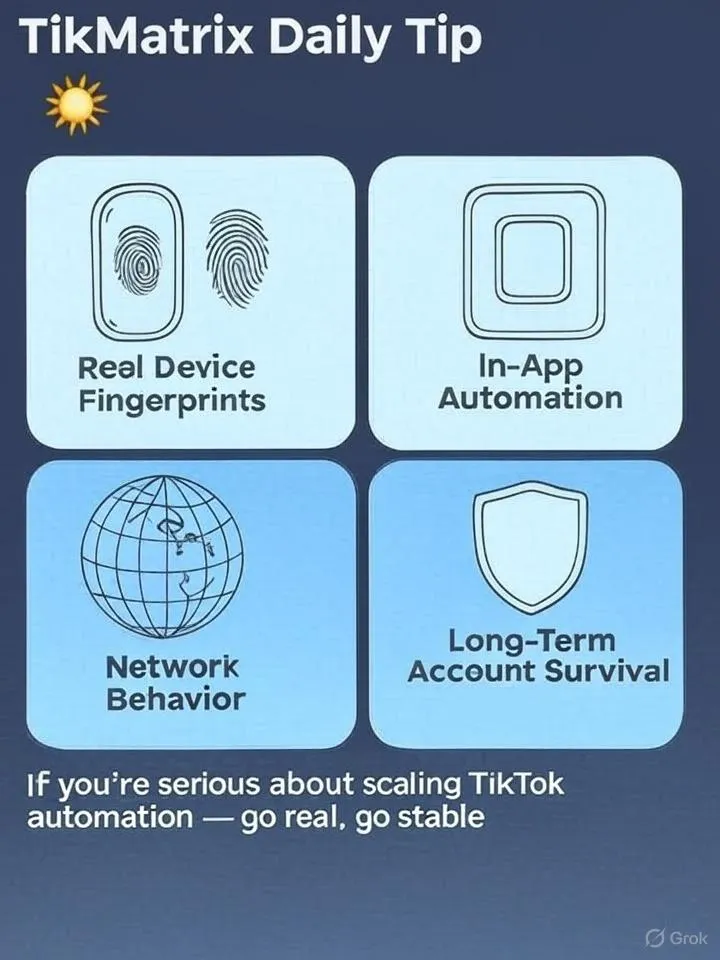 TikMatrix Daily Tip
Real Device
Fingerprints
In-App
Automation
Network
Behavior
Long-Term
Account Survival
If you're serious about scaling TikTok
automation — go real, go stable
Grok